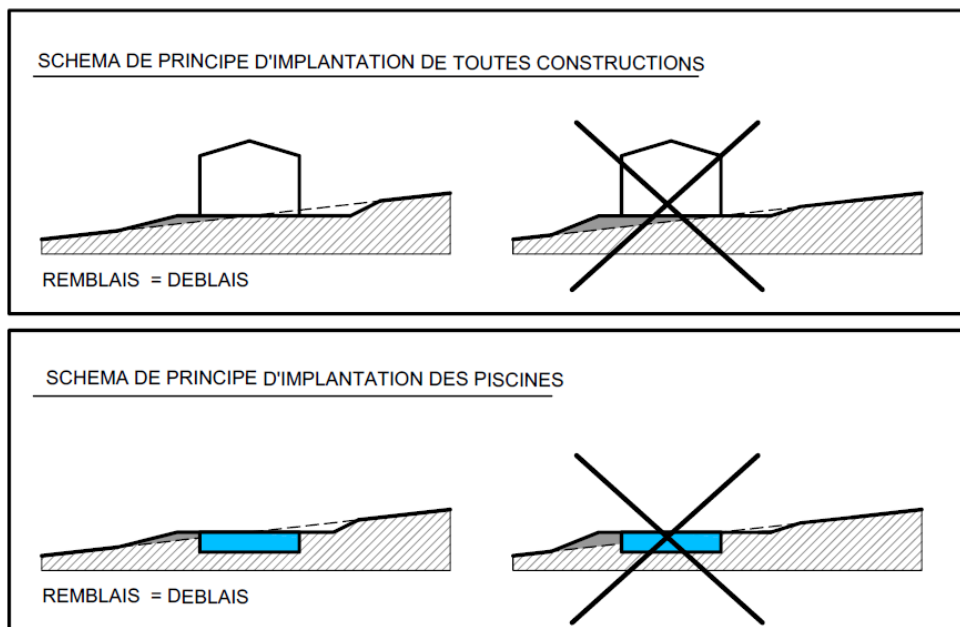 SCHEMA DE PRINCIPE D'IMPLANTATION DE TOUTES CONSTRUCTIONS
REMBLAIS = DEBLAIS
SCHEMA DE PRINCIPE D'IMPLANTATION DES PISCINES
REMBLAIS = DEBLAIS